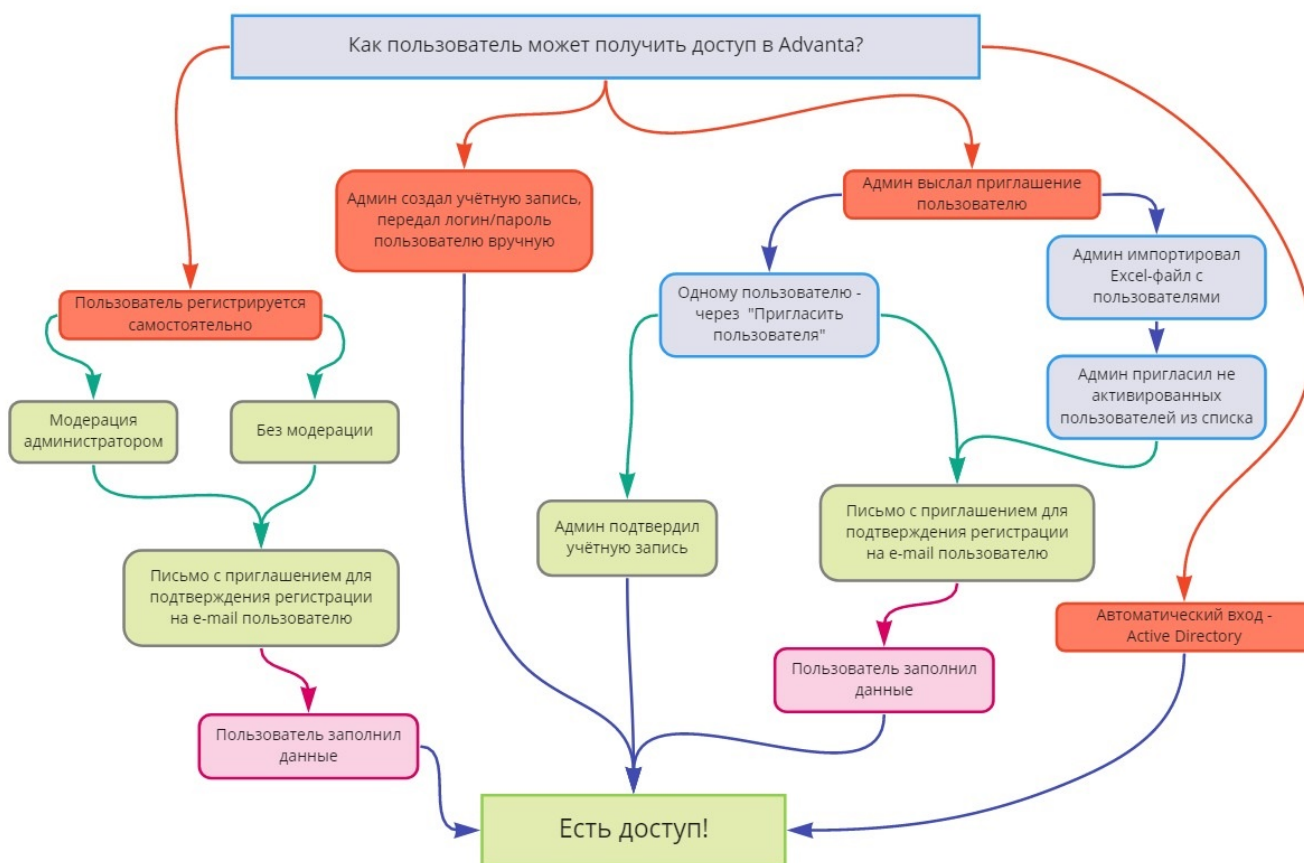 Как пользователь может получить доступ в Advanta?
Админ создал учётную запись,
передал логин/пароль
пользователю вручную
Админ выслал приглашение
пользователю
Админ импортировал
Excel-файл с
пользователями
Пользователь регистрируется
самостоятельно
Одному пользователю -
через "Пригласить
пользователя"
Админ пригласил не
активированных
пользователей из списка
Модерация
администратором
Без модерации
Админ подтвердил
учётную запись
Письмо с приглашением для
подтверждения регистрации
на e-mail пользователю
Письмо с приглашением для
подтверждения регистрации
на e-mail пользователю
Автоматический вход -
Active Directory
Пользователь заполнил
данные
Пользователь заполнил
данные
Есть доступ!